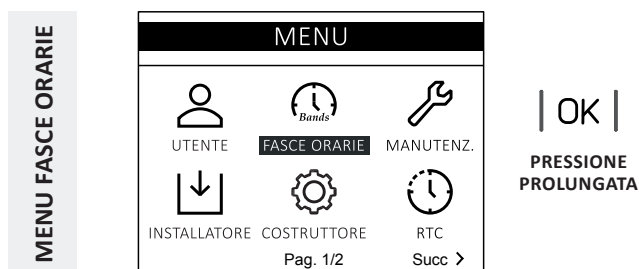 MENU FASCE ORARIE
MENU
Bands
UTENTE FASCE ORARIE MANUTENZ.
INSTALLATORE COSTRUTTORE RTC
Pag. 1/2 Succ >
| OK |
PRESSIONE
PROLUNGATA